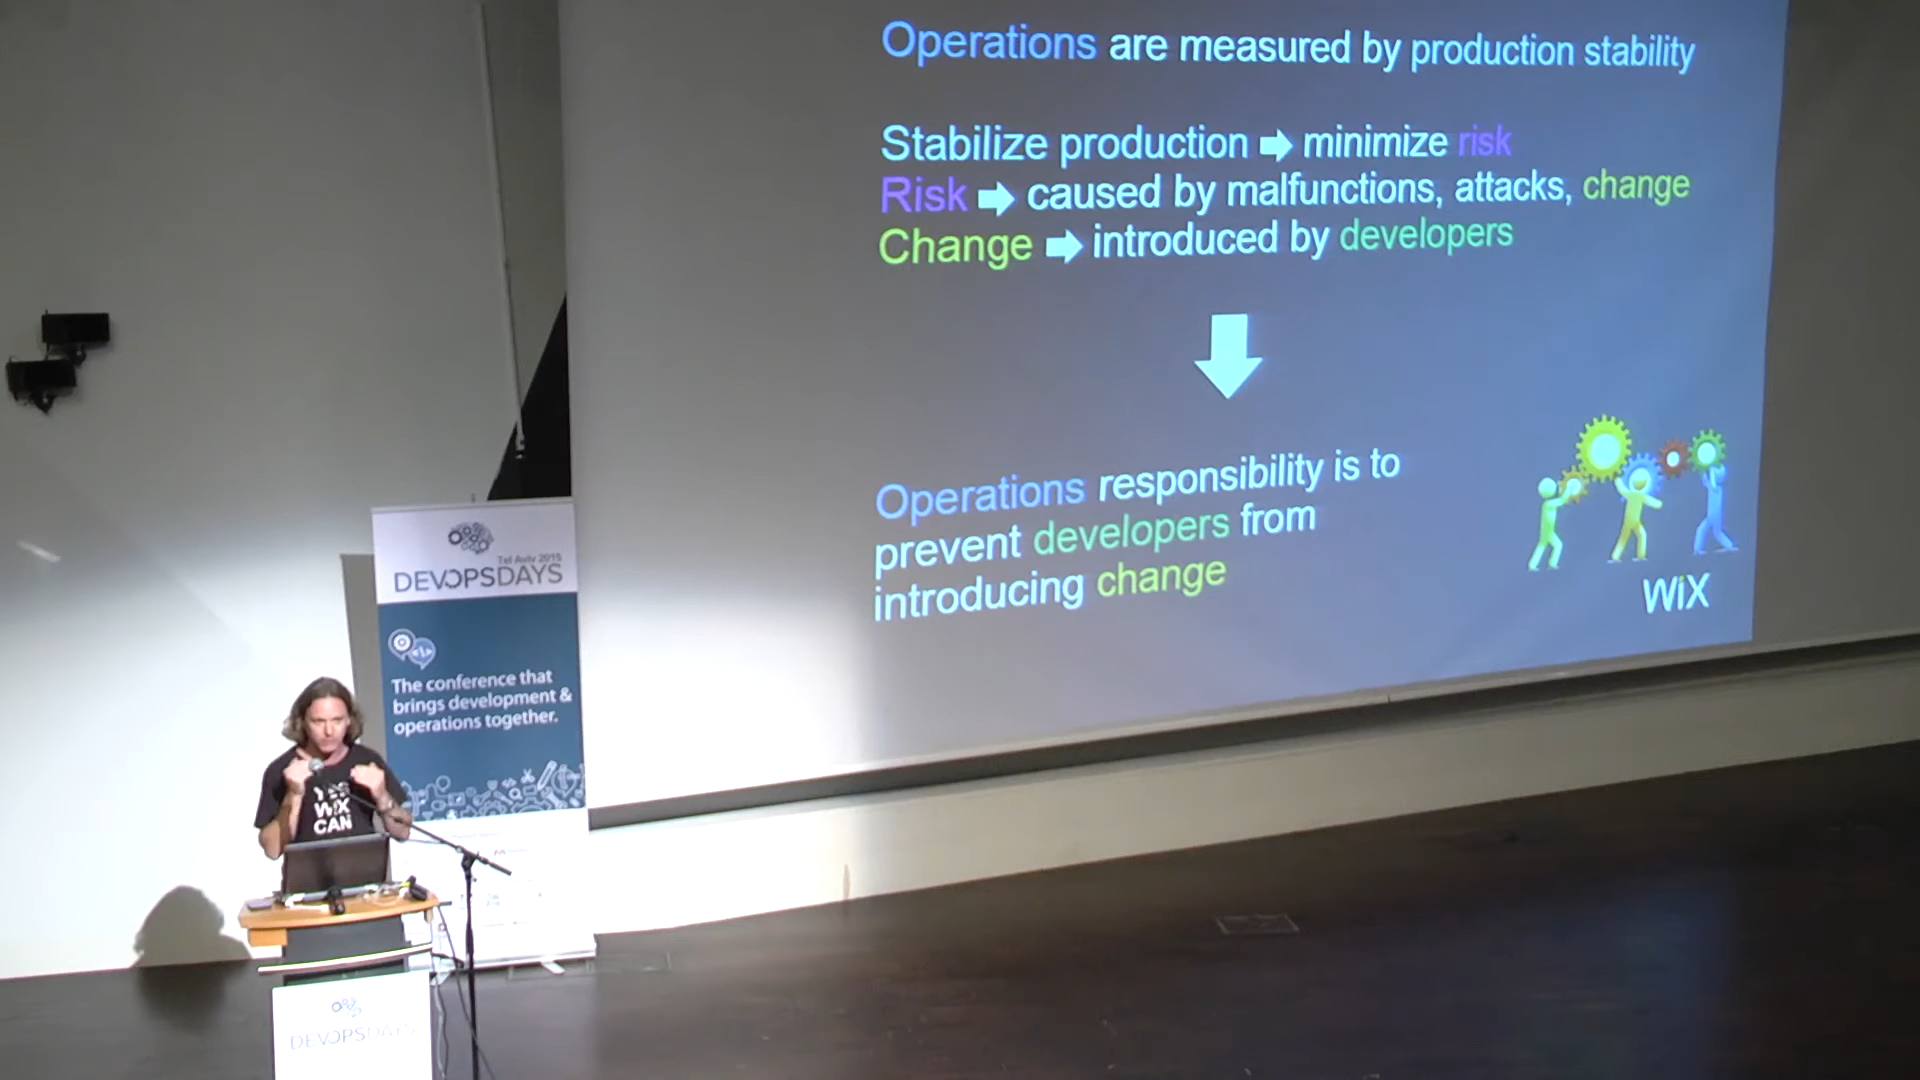 Operations are measured by production stability
Stabilize production ➡ minimize risk
Risk ➡ caused by malfunctions, attacks, change
Change ➡ introduced by developers
Operations responsibility is to
prevent developers from
introducing change
WiX
Tel Aviv 2015
DEVOPSDAYS
The conference that
brings development &
operations together.
WIX
CAN
DEVOPSDAYS